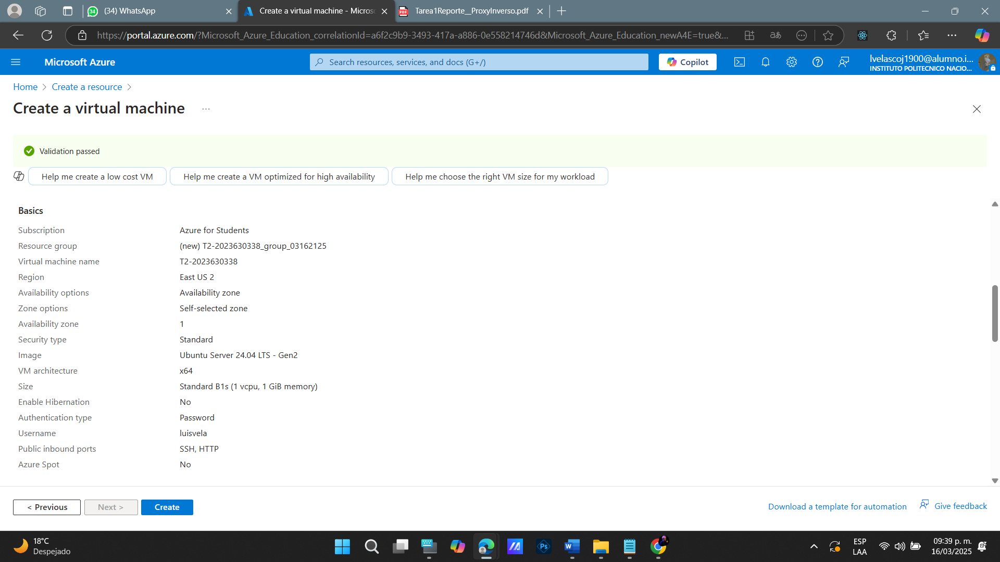 34
(34) WhatsApp
Create a virtual machine - Micros
PDF
Tarea1Reporte__ProxyInverso.pdf
https://portal.azure.com/?Microsoft_Azure_Education_correlationId=a6f2c9b9-3493-417a-a886-0e558214746d&Microsoft_Azure_Education_newA4E=true&...
aあ
Microsoft Azure
Search resources, services, and docs (G+/)
Copilot
lvelascoj1900@alumno.i...
INSTITUTO POLITECNICO NACIO...
Home > Create a resource >
Create a virtual machine ...
Validation passed
Help me create a low cost VM
Help me create a VM optimized for high availability
Help me choose the right VM size for my workload
Basics
Subscription Azure for Students
Resource group (new) T2-2023630338_group_03162125
Virtual machine name T2-2023630338
Region East US 2
Availability options Availability zone
Zone options Self-selected zone
Availability zone 1
Security type Standard
Image Ubuntu Server 24.04 LTS - Gen2
VM architecture x64
Size Standard B1s (1 vcpu, 1 GiB memory)
Enable Hibernation No
Authentication type Password
Username luisvela
Public inbound ports SSH, HTTP
Azure Spot No
< Previous
Next >
Create
Download a template for automation
Give feedback
18°C
Despejado
Ps
W
ESP
LAA
09:39 p. m.
16/03/2025